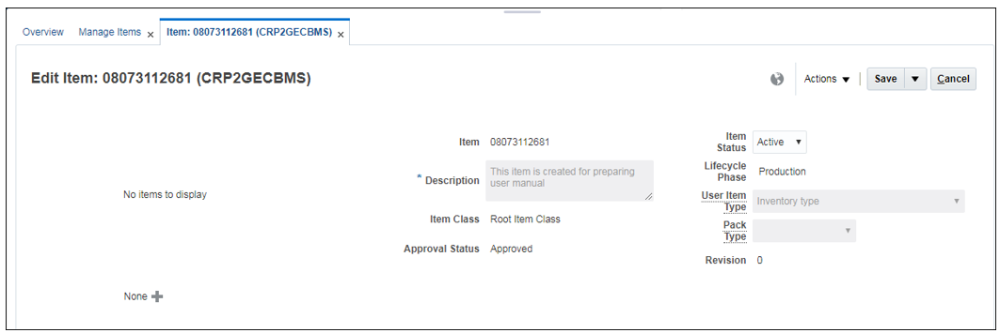 Overview Manage Items x Item: 08073112681 (CRP2GECBMS) x
Edit Item: 08073112681 (CRP2GECBMS)
Actions ▼ | Save ▼ Cancel
No items to display
None
Item 08073112681
* Description This item is created for preparing
user manual
Item Class Root Item Class
Approval Status Approved
Item
Status Active ▼
Lifecycle
Phase Production
User Item
Type Inventory type ▼
Pack
Type ▼
Revision 0